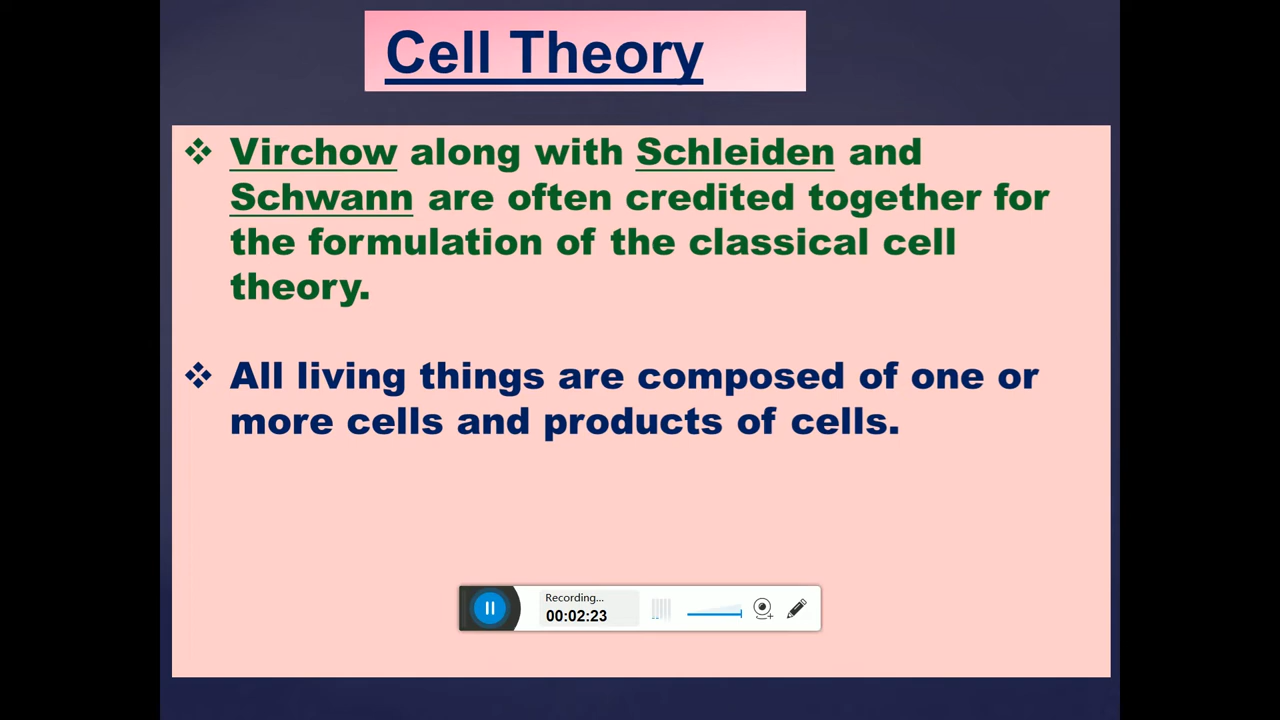 Cell Theory
❖ Virchow along with Schleiden and
Schwann are often credited together for
the formulation of the classical cell
theory.
❖ All living things are composed of one or
more cells and products of cells.
Recording...
00:02:23